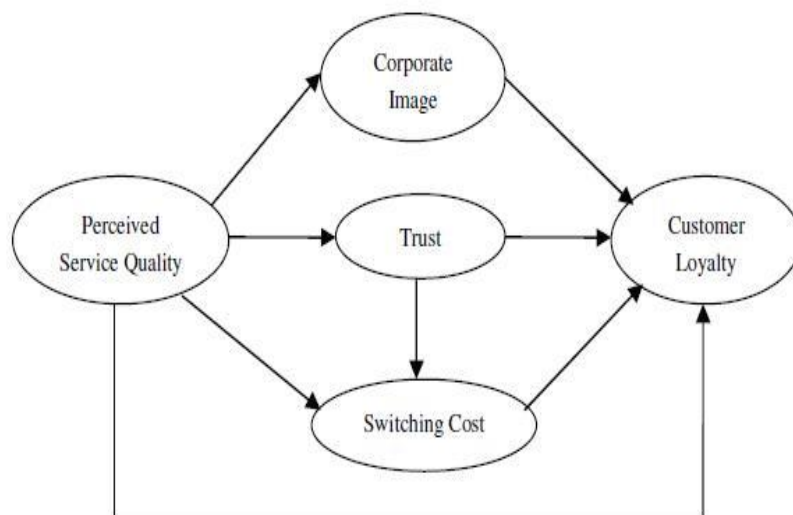 Corporate
Image
Perceived
Service Quality
Trust
Customer
Loyalty
Switching Cost